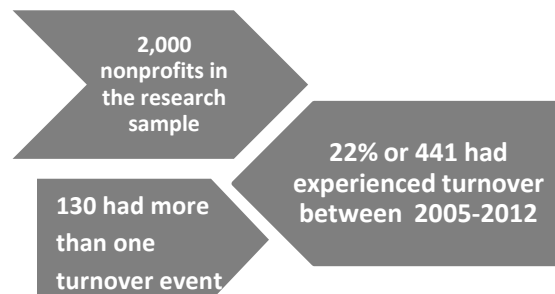 2,000
nonprofits in
the research
sample
22% or 441 had
experienced turnover
between 2005-2012
130 had more
than one
turnover event